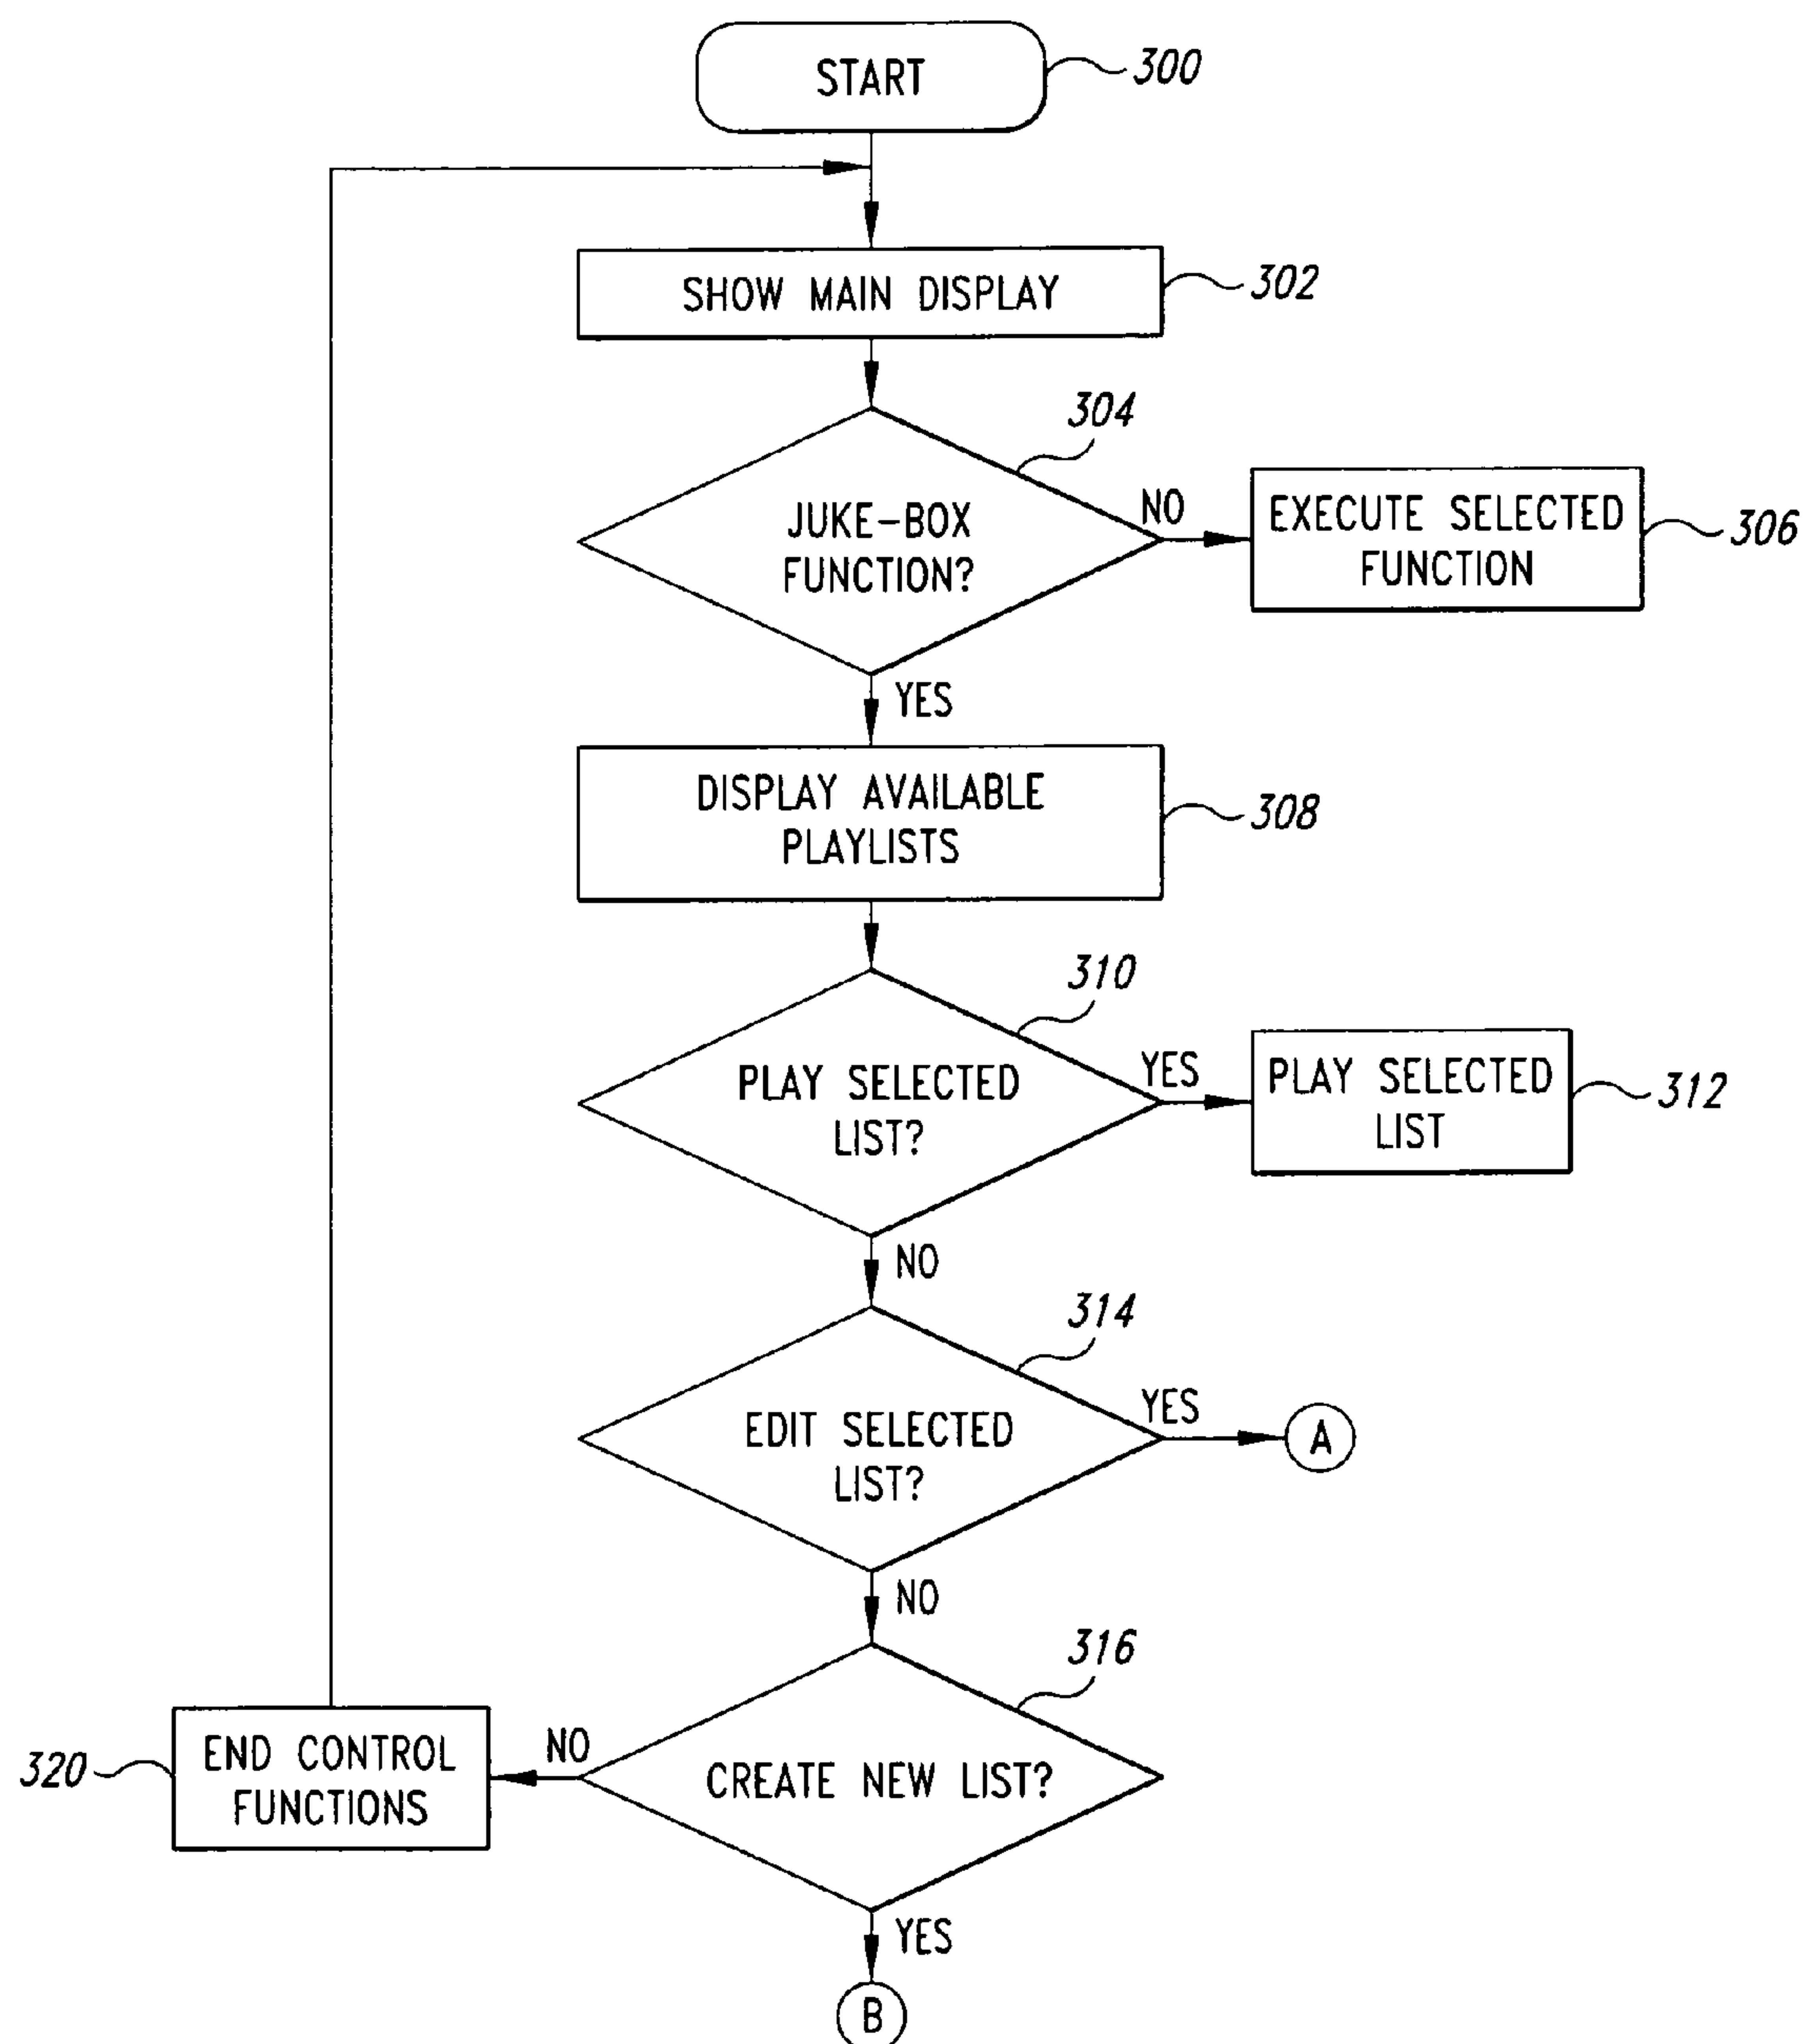 START
300
SHOW MAIN DISPLAY
302
304
JUKE-BOX
FUNCTION?
NO
EXECUTE SELECTED
FUNCTION
306
YES
DISPLAY AVAILABLE
PLAYLISTS
308
310
PLAY SELECTED
LIST?
YES
PLAY SELECTED
LIST
312
NO
314
EDIT SELECTED
LIST?
YES
A
NO
316
CREATE NEW LIST?
NO
END CONTROL
FUNCTIONS
320
YES
B